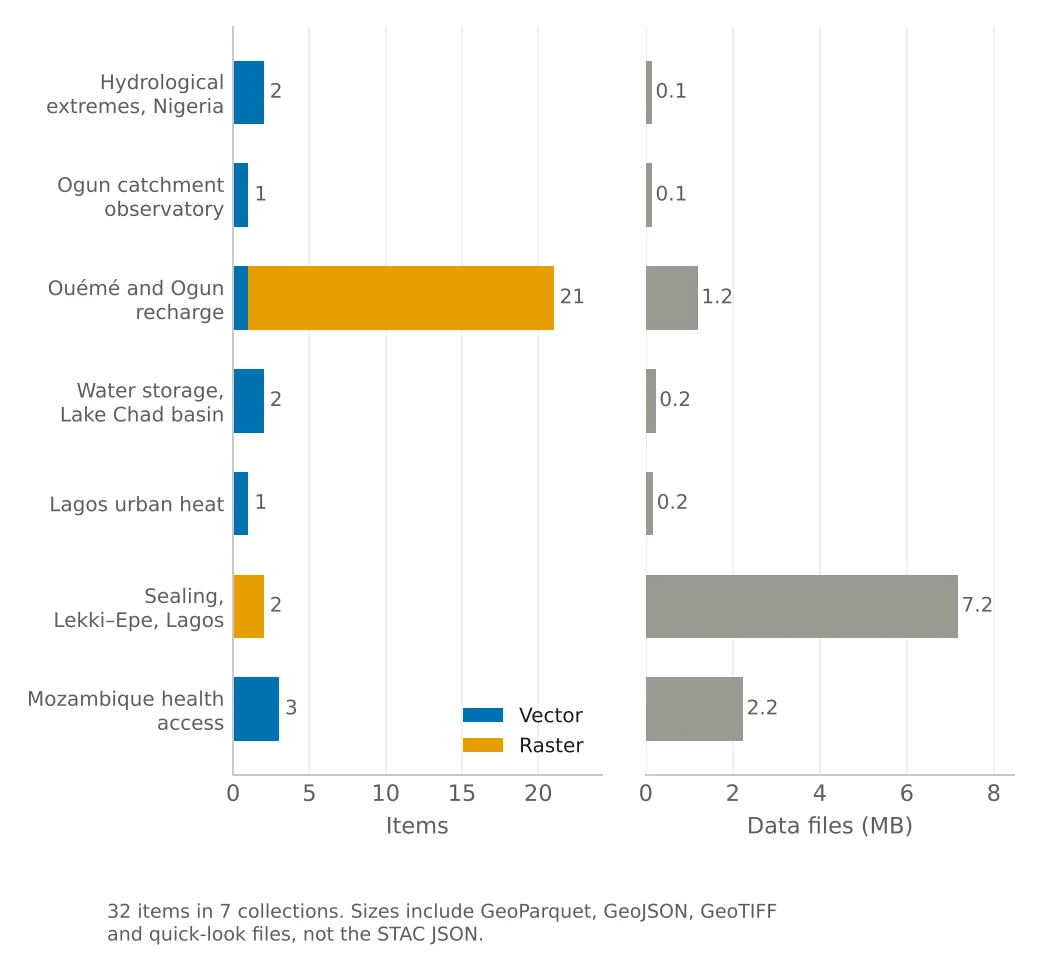 Hydrological
extremes, Nigeria
2
0.1
Ogun catchment
observatory
1
0.1
Ouémé and Ogun
recharge
21
1.2
Water storage,
Lake Chad basin
2
0.2
Lagos urban heat
1
0.2
Sealing,
Lekki–Epe, Lagos
2
7.2
Mozambique health
access
3
2.2
Vector
Raster
0 5 10 15 20
Items
0 2 4 6 8
Data files (MB)
32 items in 7 collections. Sizes include GeoParquet, GeoJSON, GeoTIFF
and quick-look files, not the STAC JSON.